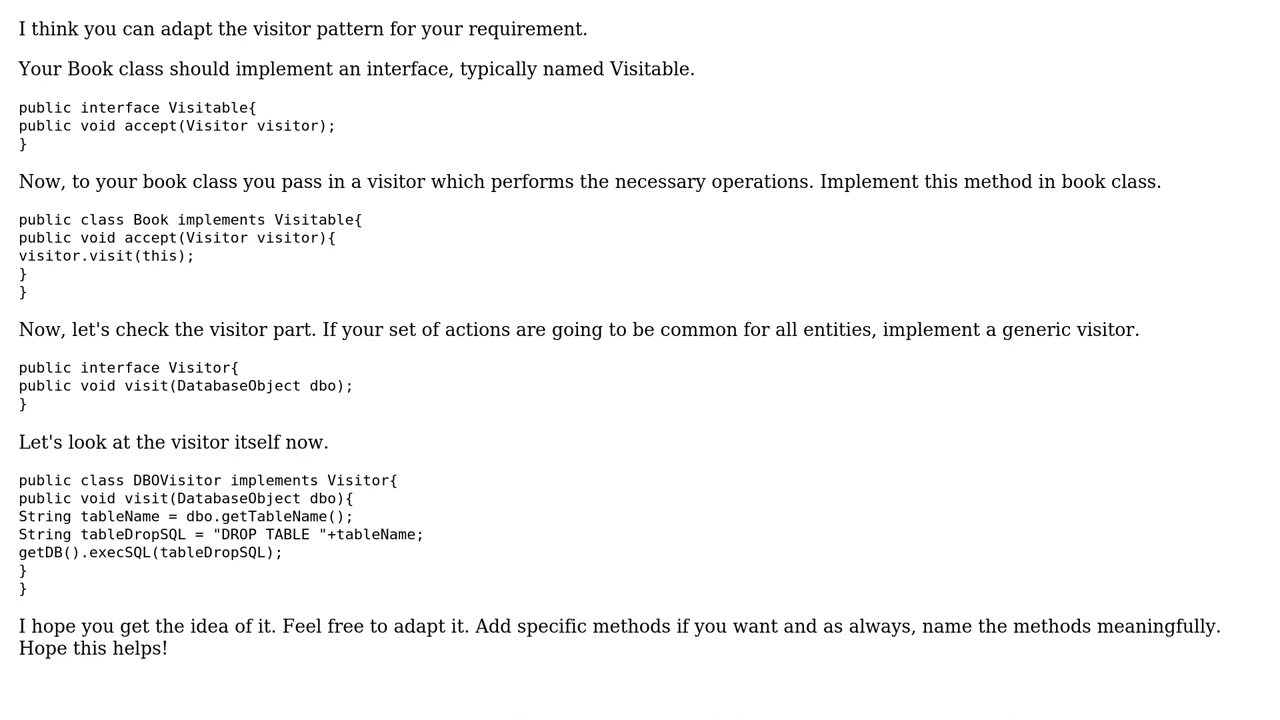 I think you can adapt the visitor pattern for your requirement.
Your Book class should implement an interface, typically named Visitable.
public interface Visitable{
public void accept(Visitor visitor);
}
Now, to your book class you pass in a visitor which performs the necessary operations. Implement this method in book class.
public class Book implements Visitable{
public void accept(Visitor visitor){
visitor.visit(this);
}
}
Now, let's check the visitor part. If your set of actions are going to be common for all entities, implement a generic visitor.
public interface Visitor{
public void visit(DatabaseObject dbo);
}
Let's look at the visitor itself now.
public class DBOVisitor implements Visitor{
public void visit(DatabaseObject dbo){
String tableName = dbo.getTableName();
String tableDropSQL = "DROP TABLE "+tableName;
getDB().execSQL(tableDropSQL);
}
}
I hope you get the idea of it. Feel free to adapt it. Add specific methods if you want and as always, name the methods meaningfully.
Hope this helps!